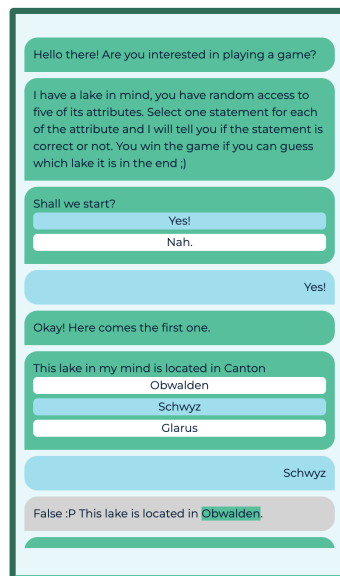 Hello there! Are you interested in playing a game?
I have a lake in mind, you have random access to
five of its attributes. Select one statement for each
of the attribute and I will tell you if the statement is
correct or not. You win the game if you can guess
which lake it is in the end ;)
Shall we start?
Yes!
Nah.
Yes!
Okay! Here comes the first one.
This lake in my mind is located in Canton
Obwalden
Schwyz
Glarus
Schwyz
False :P This lake is located in Obwalden.